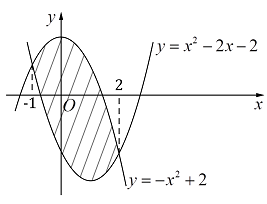 y
y = x² − 2x − 2
-1
O
2
x
y = −x² + 2